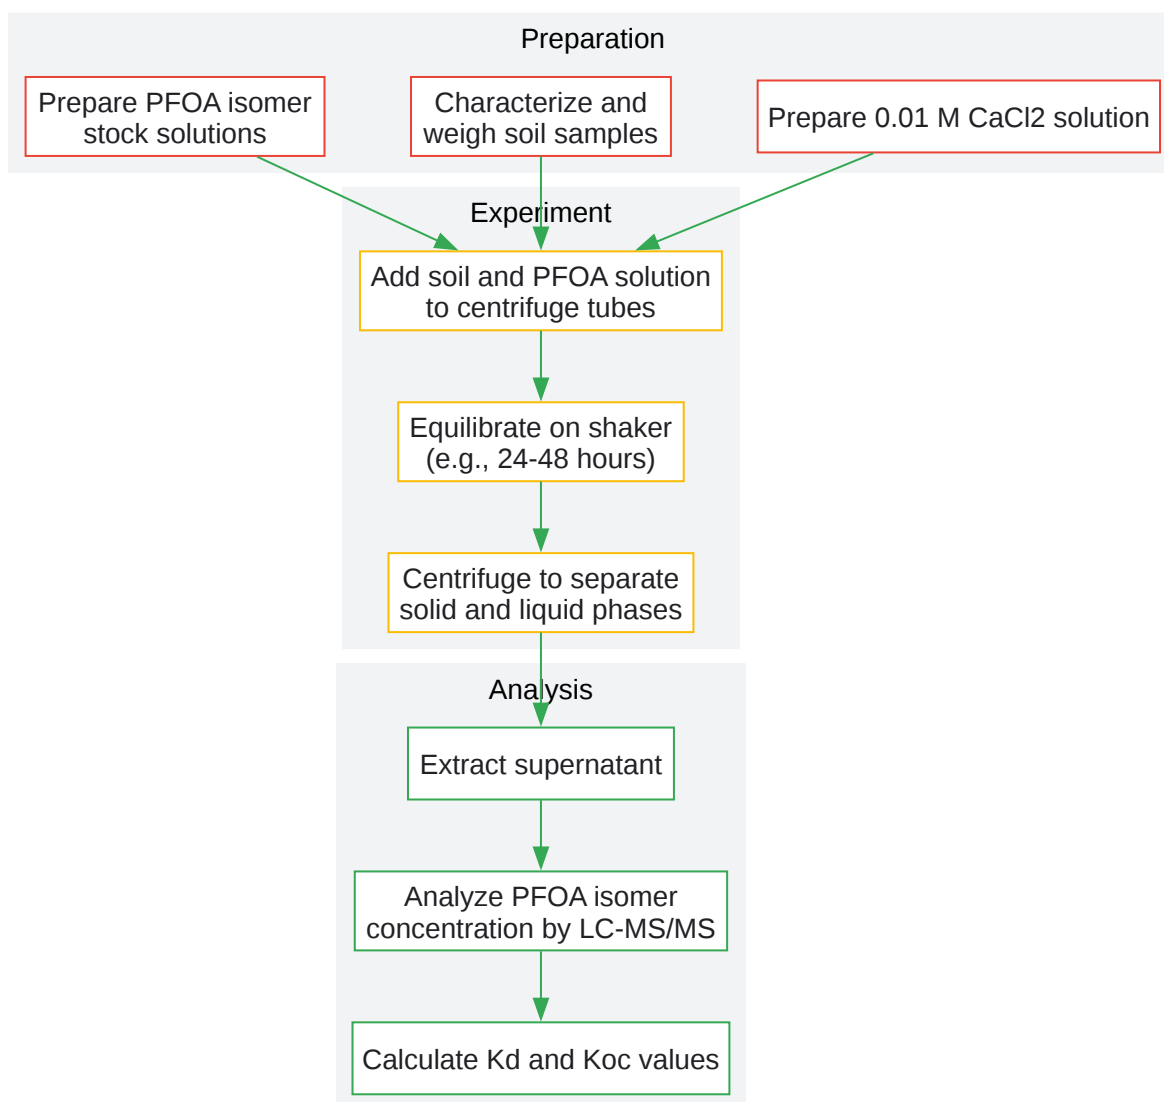 Preparation
Prepare PFOA isomer
stock solutions
Characterize and
weigh soil samples
Prepare 0.01 M CaCl2 solution
Experiment
Add soil and PFOA solution
to centrifuge tubes
Equilibrate on shaker
(e.g., 24-48 hours)
Centrifuge to separate
solid and liquid phases
Analysis
Extract supernatant
Analyze PFOA isomer
concentration by LC-MS/MS
Calculate Kd and Koc values